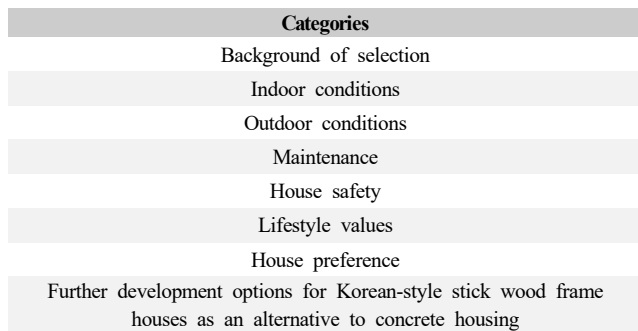 Categories
Background of selection
Indoor conditions
Outdoor conditions
Maintenance
House safety
Lifestyle values
House preference
Further development options for Korean-style stick wood frame
houses as an alternative to concrete housing